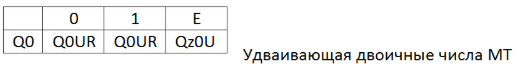 0 1 E
Q0 Q0UR Q0UR Qz0U
Удваивающая двоичные числа МТ